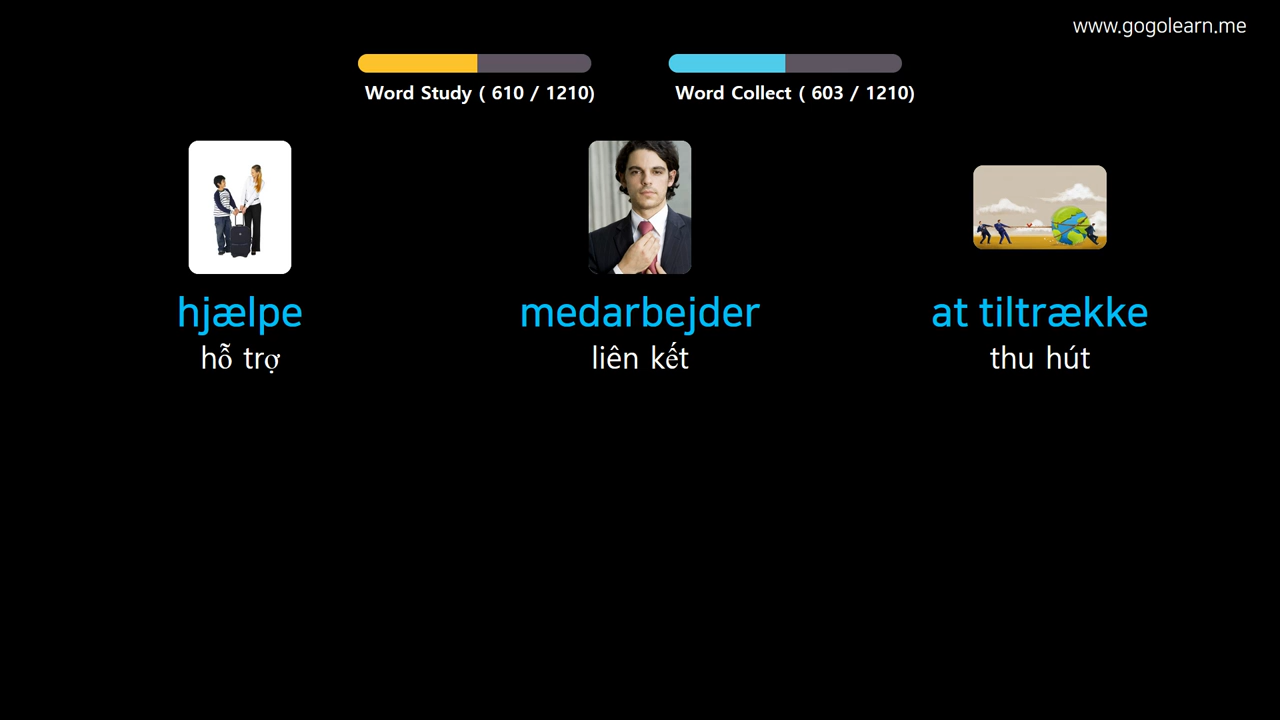 www.gogolearn.me
Word Study ( 610 / 1210)
Word Collect ( 603 / 1210)
hjælpe
hỗ trợ
medarbejder
liên kết
at tiltrække
thu hút